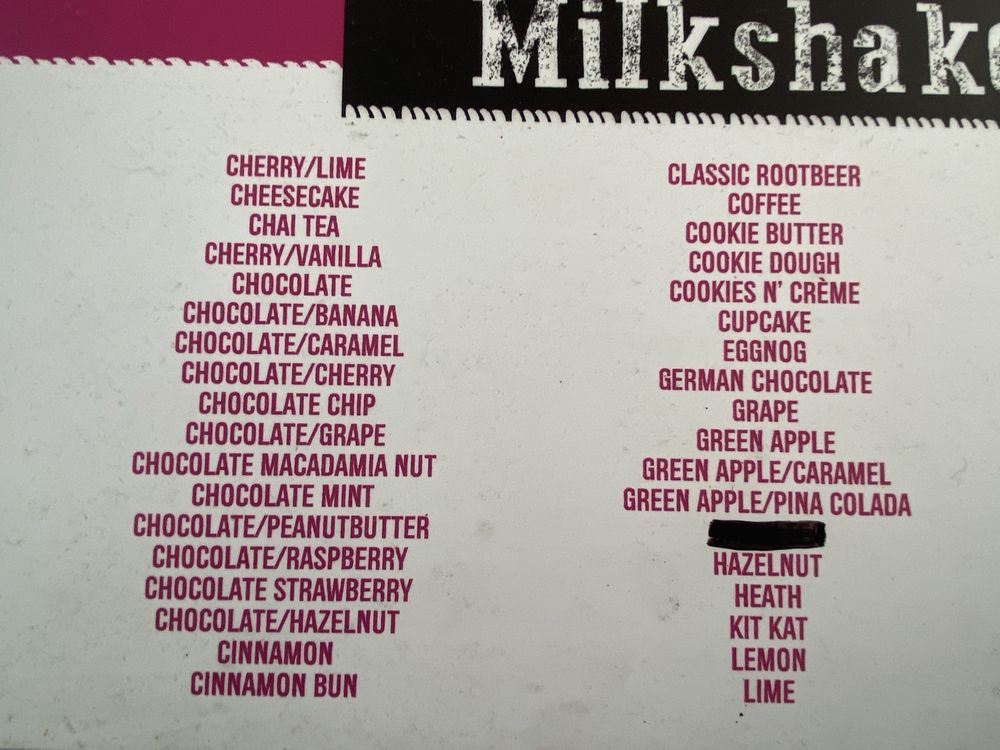 Milkshake
CHERRY/LIME
CHEESECAKE
CHAI TEA
CHERRY/VANILLA
CHOCOLATE
CHOCOLATE/BANANA
CHOCOLATE/CARAMEL
CHOCOLATE/CHERRY
CHOCOLATE CHIP
CHOCOLATE/GRAPE
CHOCOLATE MACADAMIA NUT
CHOCOLATE MINT
CHOCOLATE/PEANUTBUTTER
CHOCOLATE/RASPBERRY
CHOCOLATE STRAWBERRY
CHOCOLATE/HAZELNUT
CINNAMON
CINNAMON BUN
CLASSIC ROOTBEER
COFFEE
COOKIE BUTTER
COOKIE DOUGH
COOKIES N' CRÈME
CUPCAKE
EGGNOG
GERMAN CHOCOLATE
GRAPE
GREEN APPLE
GREEN APPLE/CARAMEL
GREEN APPLE/PINA COLADA
HAZELNUT
HEATH
KIT KAT
LEMON
LIME